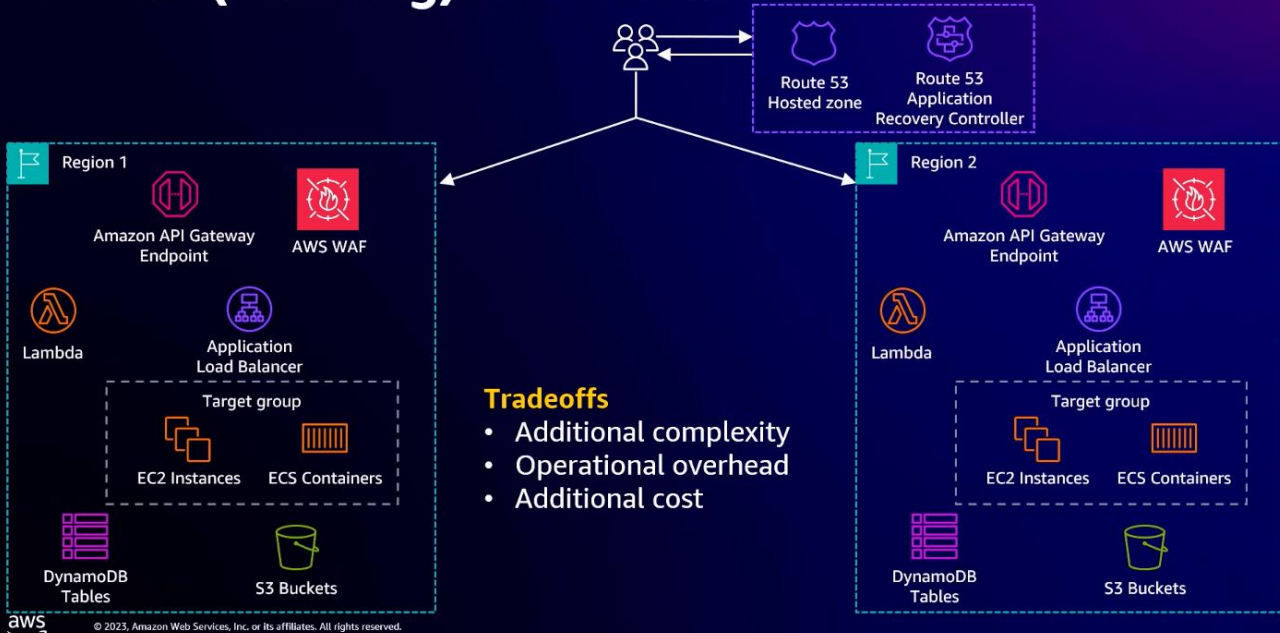 Route 53
Hosted zone
Route 53
Application
Recovery Controller
Region 1
Amazon API Gateway
Endpoint
AWS WAF
Lambda
Application
Load Balancer
Target group
EC2 Instances
ECS Containers
DynamoDB
Tables
S3 Buckets
Tradeoffs
• Additional complexity
• Operational overhead
• Additional cost
Region 2
Amazon API Gateway
Endpoint
AWS WAF
Lambda
Application
Load Balancer
Target group
EC2 Instances
ECS Containers
DynamoDB
Tables
S3 Buckets
aws
© 2023, Amazon Web Services, Inc. or its affiliates. All rights reserved.